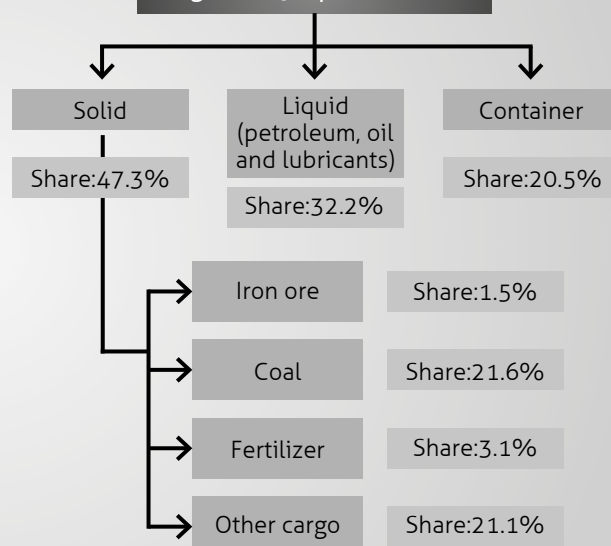 Solid
Liquid
(petroleum, oil
and lubricants)
Container
Share:47.3%
Share:32.2%
Share:20.5%
Iron ore
Share:1.5%
Coal
Share:21.6%
Fertilizer
Share:3.1%
Other cargo
Share:21.1%